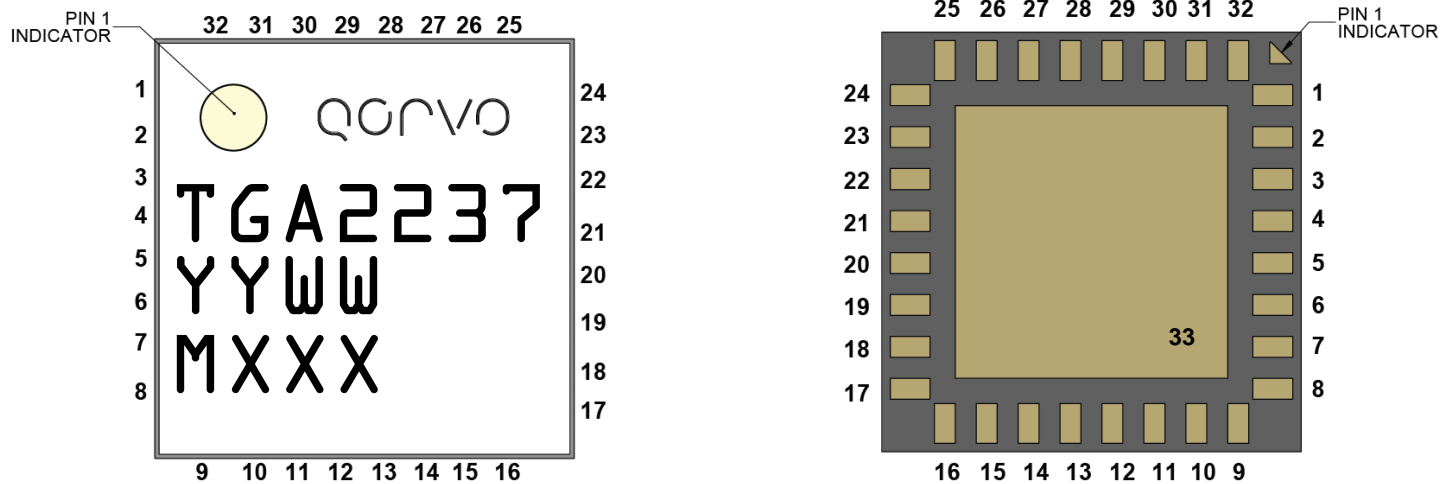 PIN 1
INDICATOR
32 31 30 29 28 27 26 25
1
2
3
4
5
6
7
8
qorvo
TGA2237
YYWW
MXXX
24
23
22
21
20
19
18
17
9 10 11 12 13 14 15 16
25 26 27 28 29 30 31 32
PIN 1
INDICATOR
24
23
22
21
20
19
18
17
33
1
2
3
4
5
6
7
8
16 15 14 13 12 11 10 9